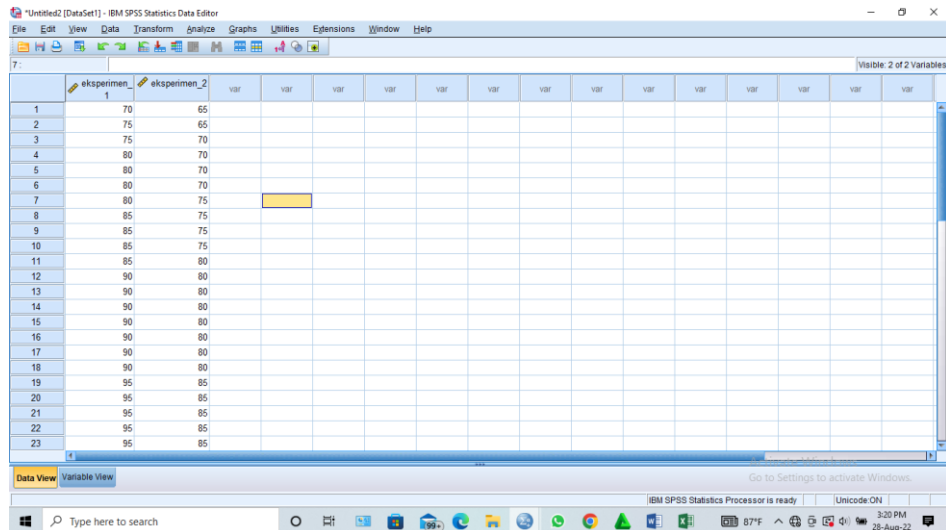 *Untitled2 [DataSet1] - IBM SPSS Statistics Data Editor
File Edit View Data Transform Analyze Graphs Utilities Extensions Window Help
7 :
Visible: 2 of 2 Variables
eksperimen_1 eksperimen_2 var var var var var var var var var var var var var var
1 70 65
2 75 65
3 75 70
4 80 70
5 80 70
6 80 70
7 80 75
8 85 75
9 85 75
10 85 75
11 85 80
12 90 80
13 90 80
14 90 80
15 90 80
16 90 80
17 90 80
18 90 80
19 95 85
20 95 85
21 95 85
22 95 85
23 95 85
Data View Variable View
Go to Settings to activate Windows.
IBM SPSS Statistics Processor is ready Unicode:ON
Type here to search
99+
87°F
3:20 PM
28-Aug-22